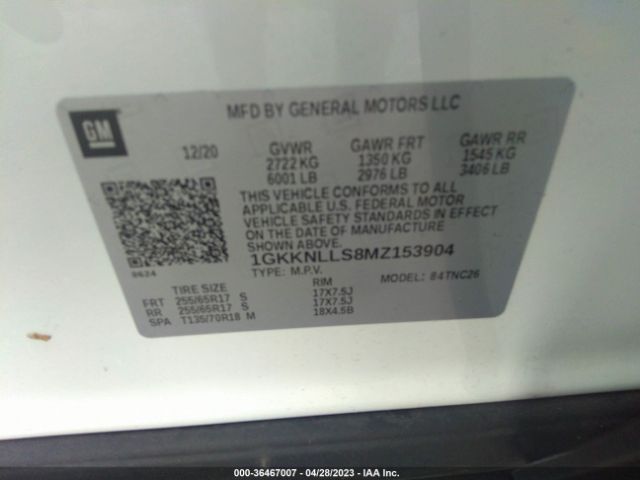 GM
MFD BY GENERAL MOTORS LLC
12/20 GVWR GAWR FRT GAWR RR
2722 KG 1350 KG 1545 KG
6001 LB 2976 LB 3406 LB
THIS VEHICLE CONFORMS TO ALL
APPLICABLE U.S. FEDERAL MOTOR
VEHICLE SAFETY STANDARDS IN EFFECT
ON THE DATE OF MANUFACTURE
SHOWN ABOVE.
1GKKNLLS8MZ153904
TYPE: M.P.V. MODEL: 84TNC26
8624
TIRE SIZE RIM
FRT 255/65R17 S 17X7.5J
RR 255/65R17 S 17X7.5J
SPA T135/70R18 M 18X4.5B
000-36467007 - 04/28/2023 - IAA Inc.